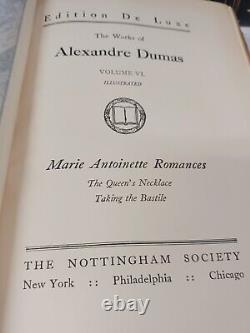 Edition De Luxe
The Works of
Alexandre Dumas
VOLUME VI.
ILLUSTRATED
Marie Antoinette Romances
The Queen's Necklace
Taking the Bastile
THE NOTTINGHAM SOCIETY
New York :: Philadelphia :: Chicago